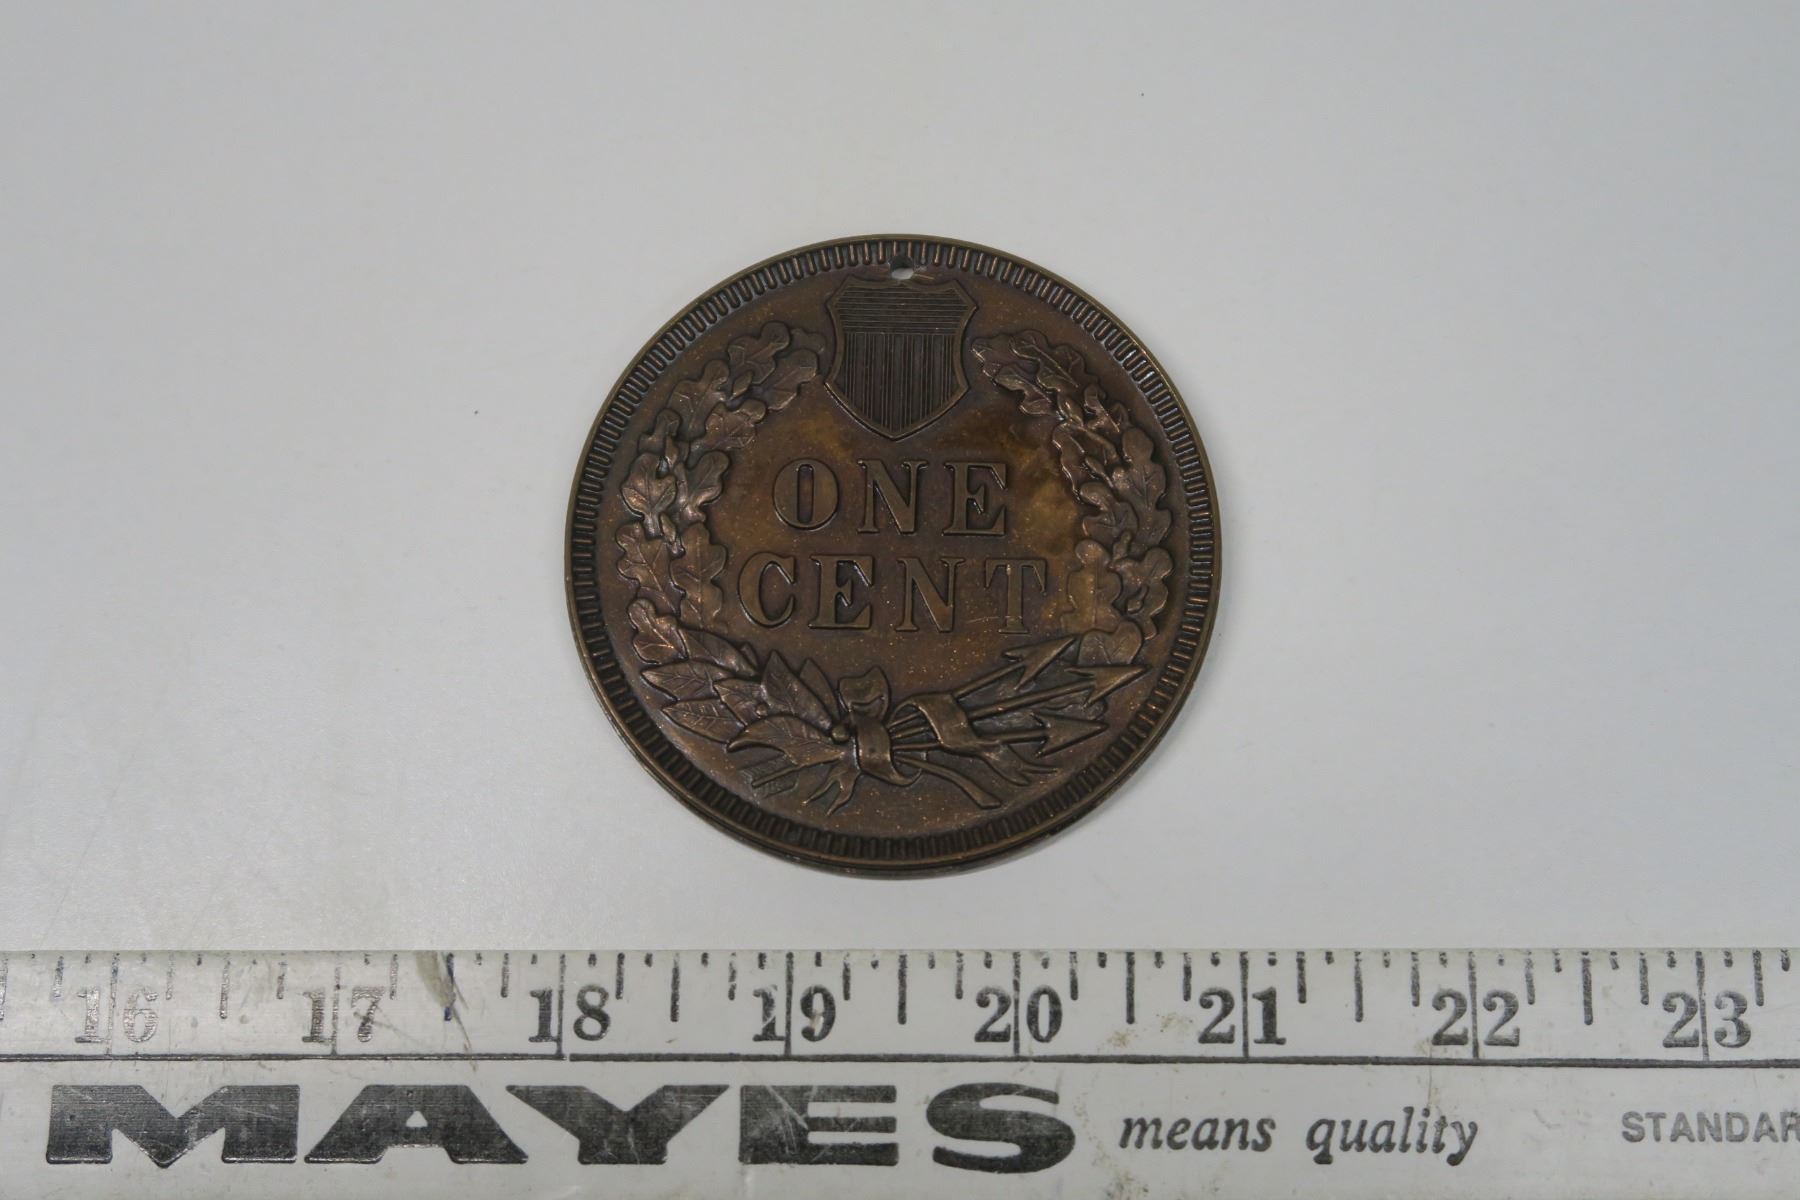 ONE
CENT
16 17 18 19 20 21 22 23
MAYES means quality STANDAR